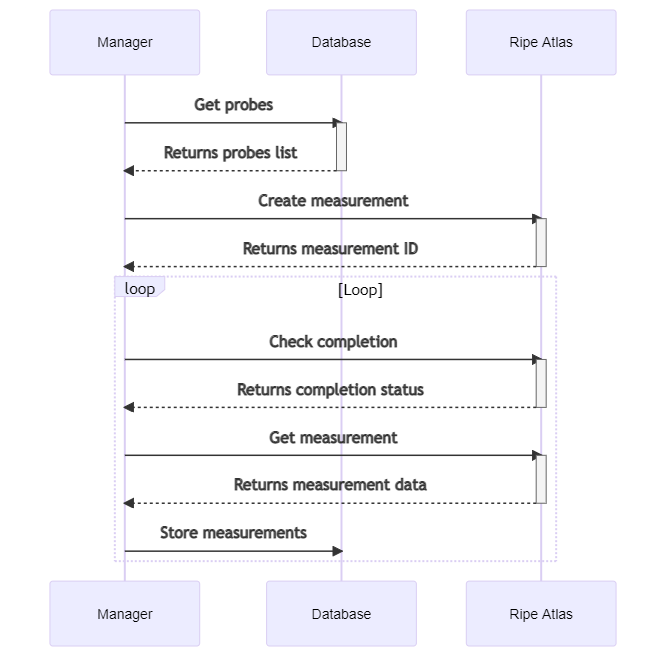 Manager
Database
Ripe Atlas
Get probes
Returns probes list
Create measurement
Returns measurement ID
loop
[Loop]
Check completion
Returns completion status
Get measurement
Returns measurement data
Store measurements
Manager
Database
Ripe Atlas